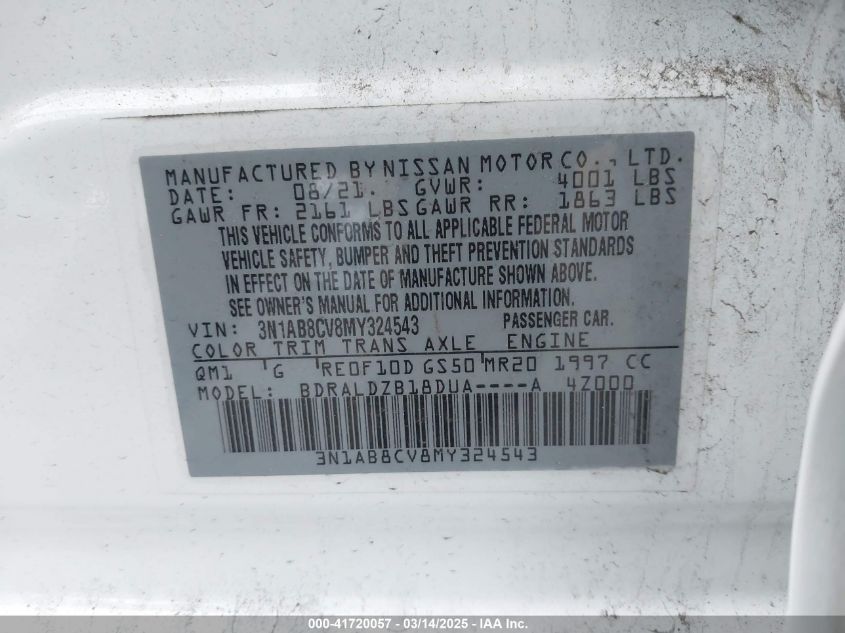 MANUFACTURED BY NISSAN MOTOR CO., LTD.
DATE: 08/21. GVWR: 4001 LBS
GAWR FR: 2161 LBS GAWR RR: 1863 LBS
THIS VEHICLE CONFORMS TO ALL APPLICABLE FEDERAL MOTOR
VEHICLE SAFETY, BUMPER AND THEFT PREVENTION STANDARDS
IN EFFECT ON THE DATE OF MANUFACTURE SHOWN ABOVE.
SEE OWNER'S MANUAL FOR ADDITIONAL INFORMATION.
VIN: 3N1AB8CV8MY324543 PASSENGER CAR.
COLOR TRIM TRANS AXLE ENGINE
QM1 G RE0F10D GS50 MR20 1997 CC
MODEL: BDRALDZB18DUA----A 4Z000
3N1AB8CV8MY324543
000-41720057 - 03/14/2025 - IAA Inc.